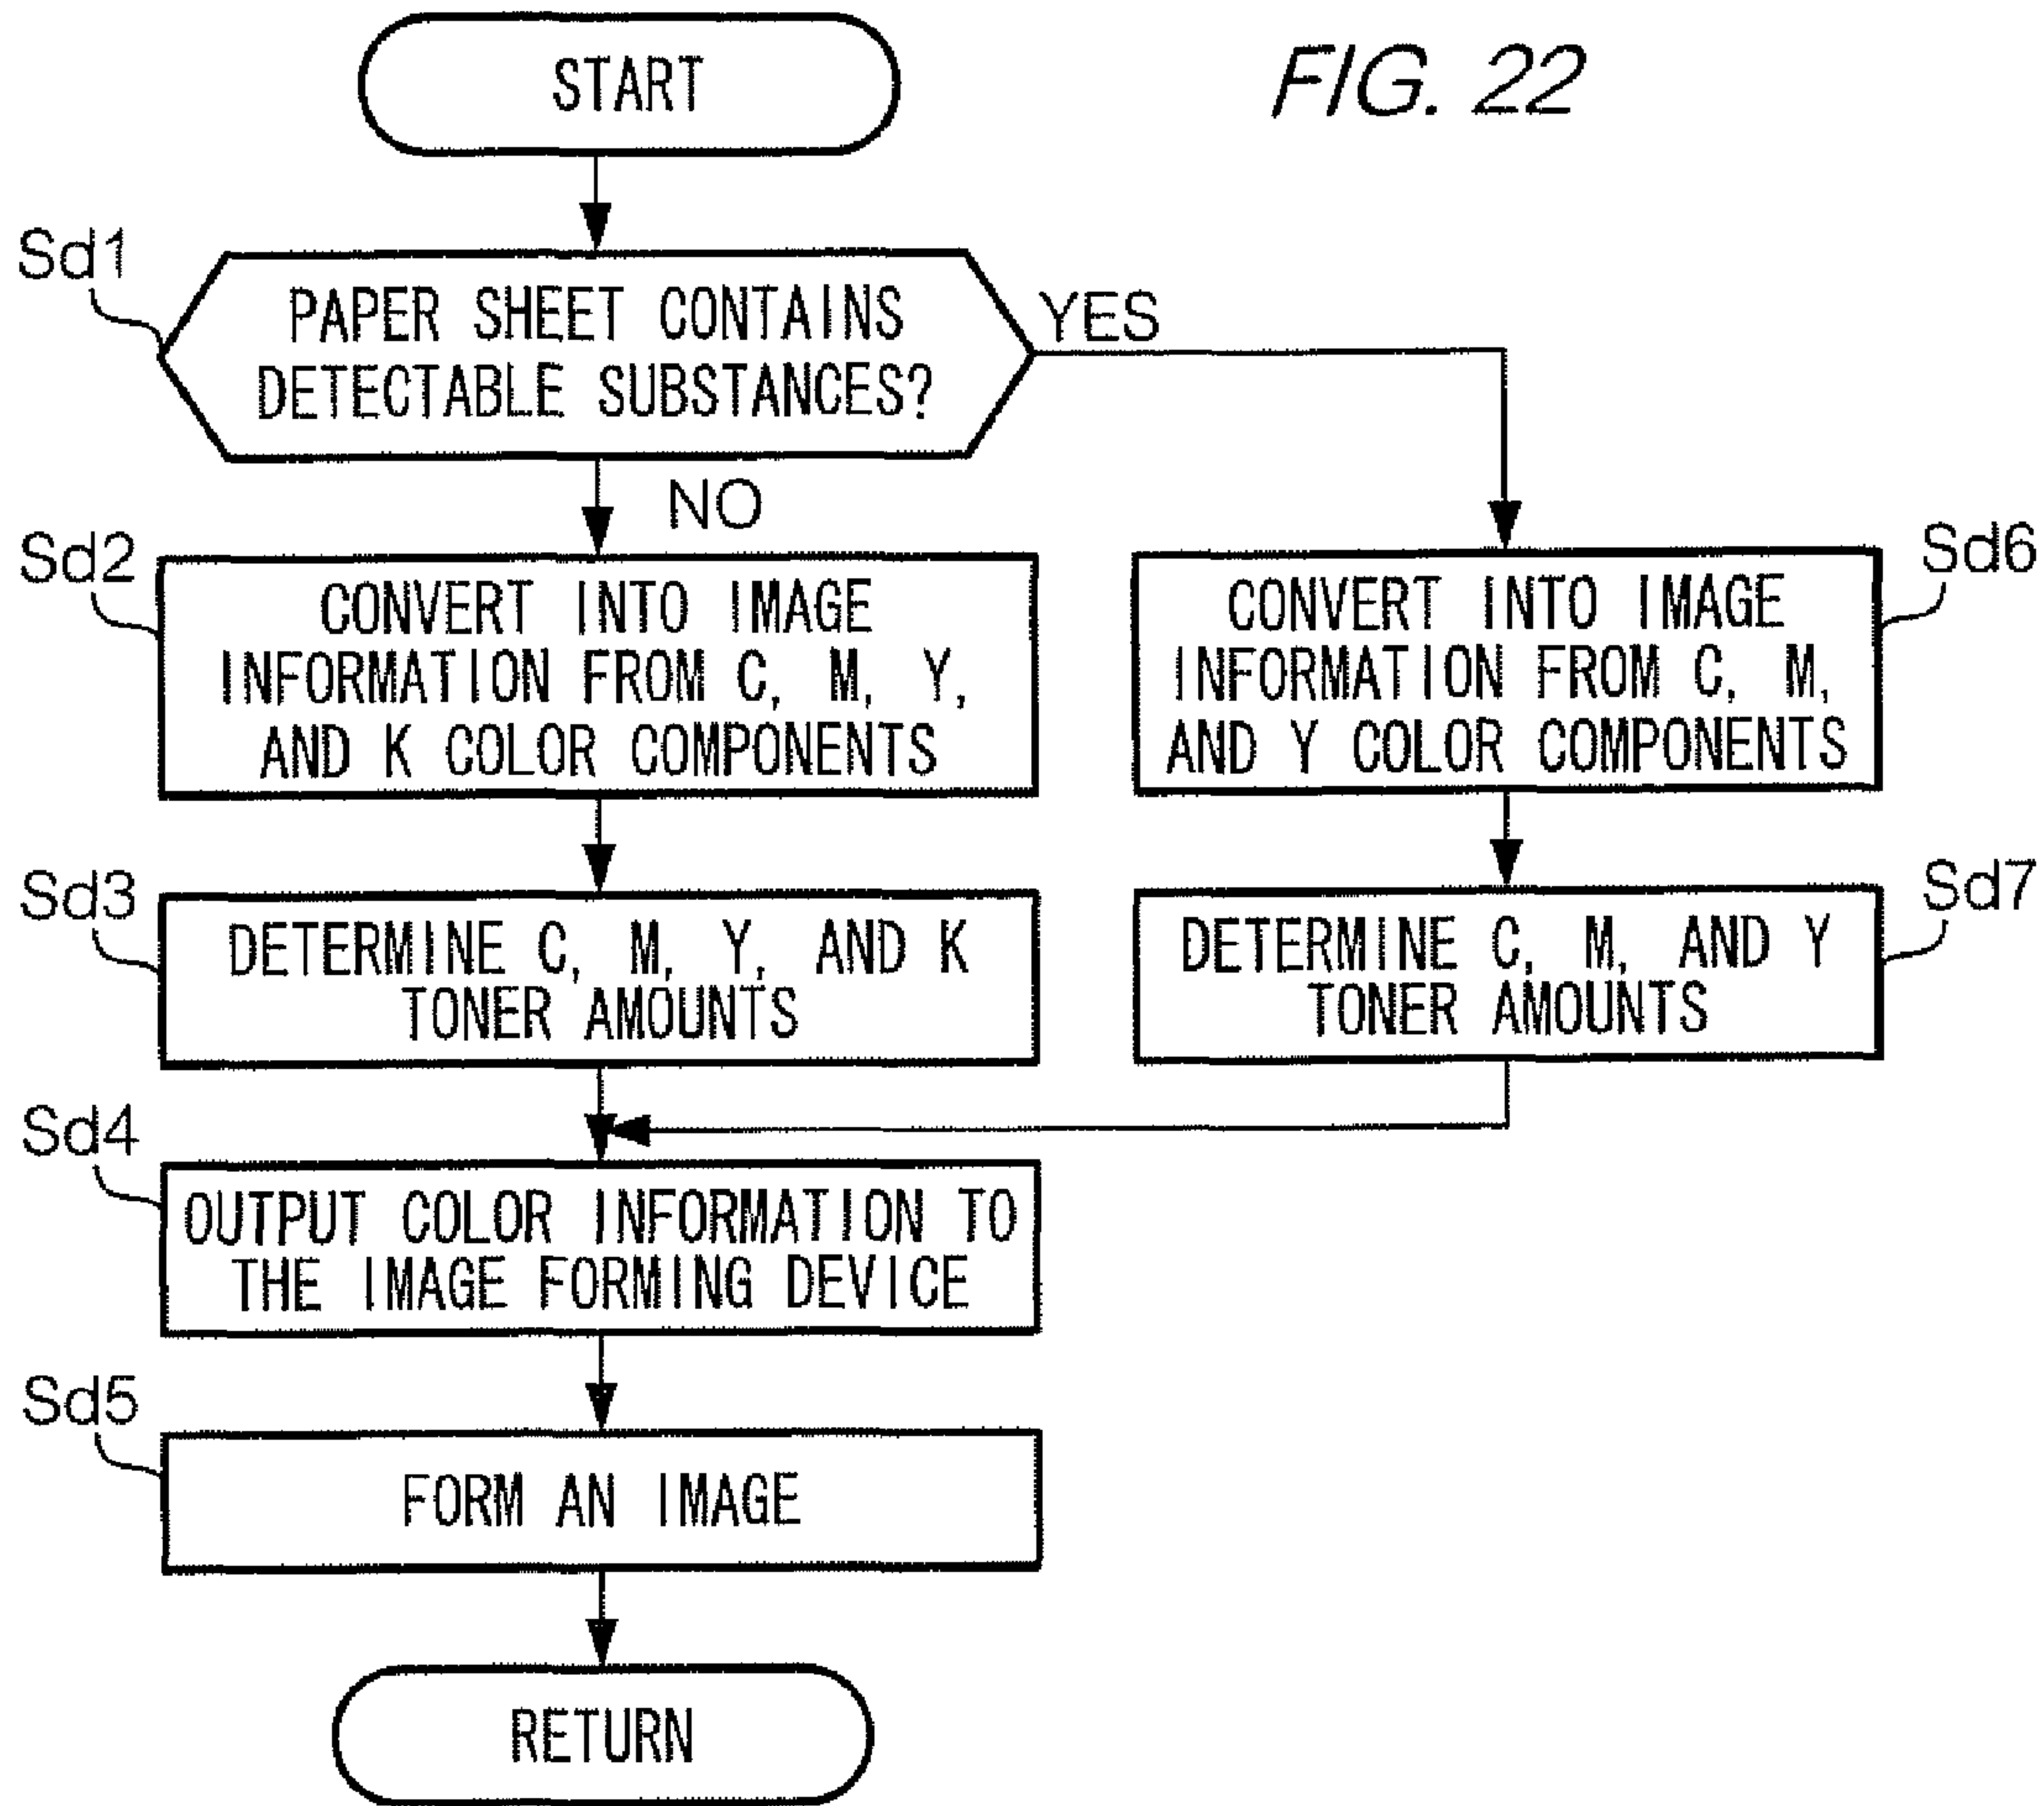 START
FIG. 22
Sd1
PAPER SHEET CONTAINS
DETECTABLE SUBSTANCES?
YES
NO
Sd2
CONVERT INTO IMAGE
INFORMATION FROM C, M, Y,
AND K COLOR COMPONENTS
Sd6
CONVERT INTO IMAGE
INFORMATION FROM C, M,
AND Y COLOR COMPONENTS
Sd3
DETERMINE C, M, Y, AND K
TONER AMOUNTS
Sd7
DETERMINE C, M, AND Y
TONER AMOUNTS
Sd4
OUTPUT COLOR INFORMATION TO
THE IMAGE FORMING DEVICE
Sd5
FORM AN IMAGE
RETURN